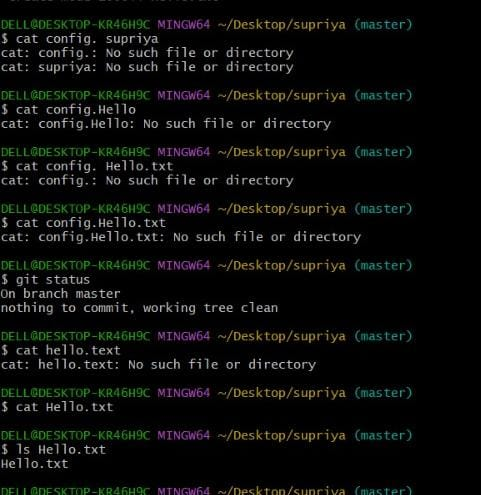 DELL@DESKTOP-KR46H9C MINGW64 ~/Desktop/supriya (master)
$ cat config. supriya
cat: config.: No such file or directory
cat: supriya: No such file or directory
DELL@DESKTOP-KR46H9C MINGW64 ~/Desktop/supriya (master)
$ cat config.Hello
cat: config.Hello: No such file or directory
DELL@DESKTOP-KR46H9C MINGW64 ~/Desktop/supriya (master)
$ cat config. Hello.txt
cat: config.: No such file or directory
DELL@DESKTOP-KR46H9C MINGW64 ~/Desktop/supriya (master)
$ cat config.Hello.txt
cat: config.Hello.txt: No such file or directory
DELL@DESKTOP-KR46H9C MINGW64 ~/Desktop/supriya (master)
$ git status
On branch master
nothing to commit, working tree clean
DELL@DESKTOP-KR46H9C MINGW64 ~/Desktop/supriya (master)
$ cat hello.text
cat: hello.text: No such file or directory
DELL@DESKTOP-KR46H9C MINGW64 ~/Desktop/supriya (master)
$ cat Hello.txt
DELL@DESKTOP-KR46H9C MINGW64 ~/Desktop/supriya (master)
$ ls Hello.txt
Hello.txt
DELL@DESKTOP-KR46H9C MINGW64 ~/Desktop/supriya (master)